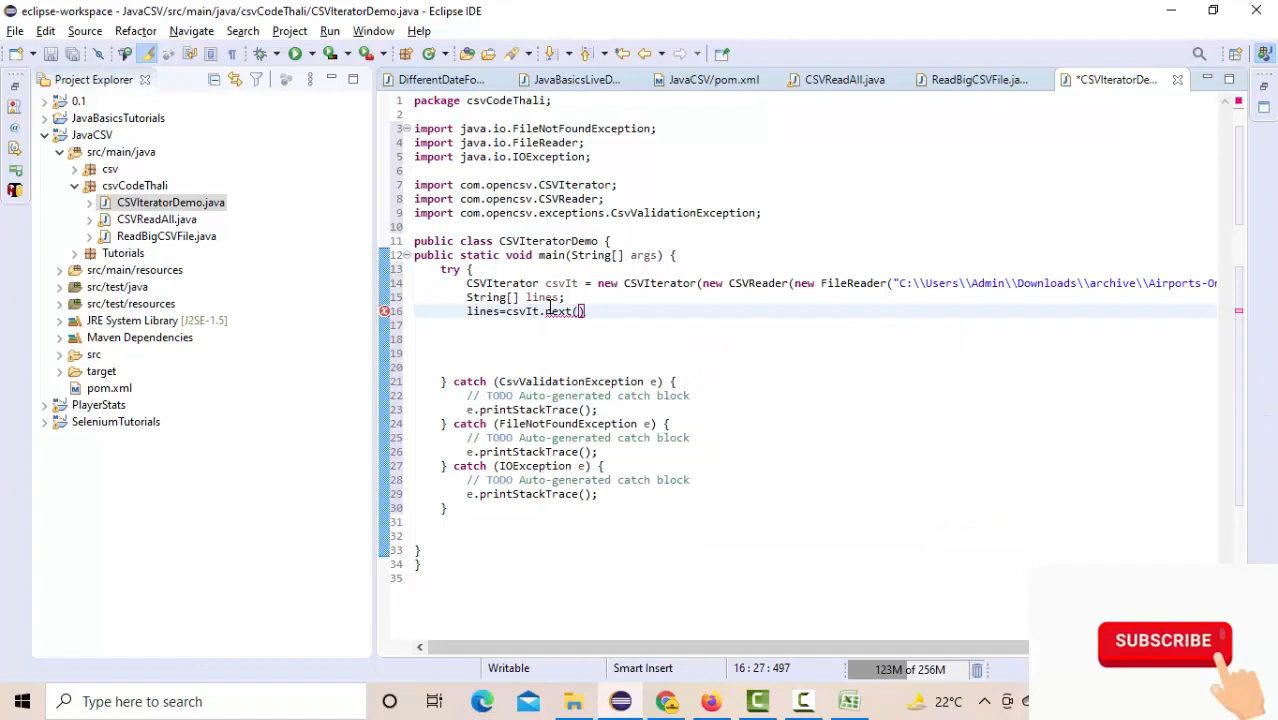 eclipse-workspace - JavaCSV/src/main/java/csvCodeThali/CSVIteratorDemo.java - Eclipse IDE
File Edit Source Refactor Navigate Search Project Run Window Help
Project Explorer
DifferentDateFo... JavaBasicsLiveD... JavaCSV/pom.xml CSVReadAll.java ReadBigCSVFile.ja... *CSVIteratorDe...
0.1
JavaBasicsTutorials
JavaCSV
src/main/java
csv
csvCodeThali
CSVIteratorDemo.java
CSVReadAll.java
ReadBigCSVFile.java
Tutorials
src/main/resources
src/test/java
src/test/resources
JRE System Library [J2SE-1.5]
Maven Dependencies
src
target
pom.xml
PlayerStats
SeleniumTutorials
1 package csvCodeThali;
2
3 import java.io.FileNotFoundException;
4 import java.io.FileReader;
5 import java.io.IOException;
6
7 import com.opencsv.CSVIterator;
8 import com.opencsv.CSVReader;
9 import com.opencsv.exceptions.CsvValidationException;
10
11 public class CSVIteratorDemo {
12 public static void main(String[] args) {
13 try {
14 CSVIterator csvIt = new CSVIterator(new CSVReader(new FileReader("C:\\Users\\Admin\\Downloads\\archive\\Airports-On
15 String[] lines;
16 lines=csvIt.next()
17
18
19
20
21 } catch (CsvValidationException e) {
22 // TODO Auto-generated catch block
23 e.printStackTrace();
24 } catch (FileNotFoundException e) {
25 // TODO Auto-generated catch block
26 e.printStackTrace();
27 } catch (IOException e) {
28 // TODO Auto-generated catch block
29 e.printStackTrace();
30 }
31
32
33 }
34 }
35
SUBSCRIBE
Writable Smart Insert 16 : 27 : 497 123M of 256M
Type here to search 22°C